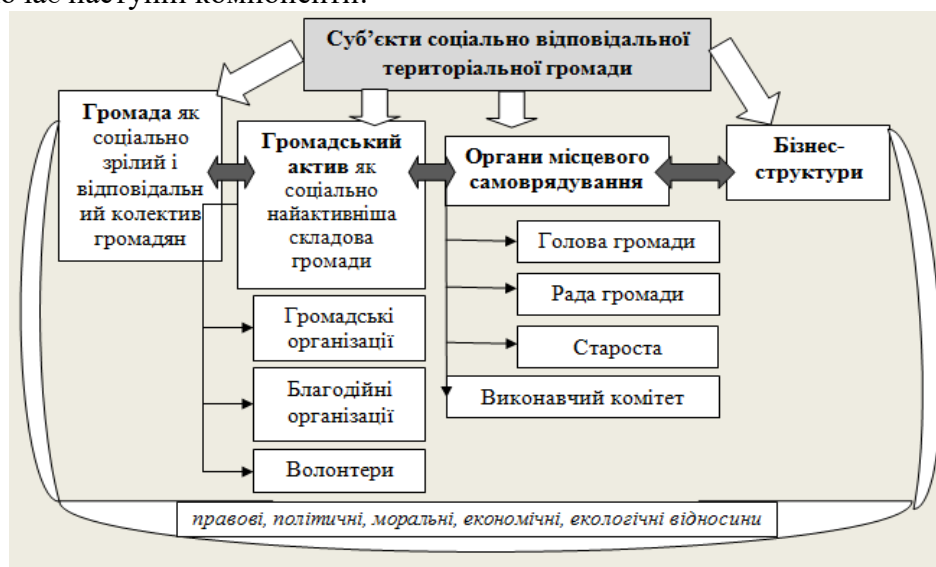 наступні компоненти:
Суб’єкти соціально відповідальної
територіальної громади
Громада як
соціально
зрілий і
відповідальн
ий колектив
громадян
Громадський
актив як
соціально
найактивніша
складова
громади
Органи місцевого
самоврядування
Бізнес-
структури
Голова громади
Рада громади
Староста
Виконавчий комітет
Громадські
організації
Благодійні
організації
Волонтери
правові, політичні, моральні, економічні, екологічні відносини